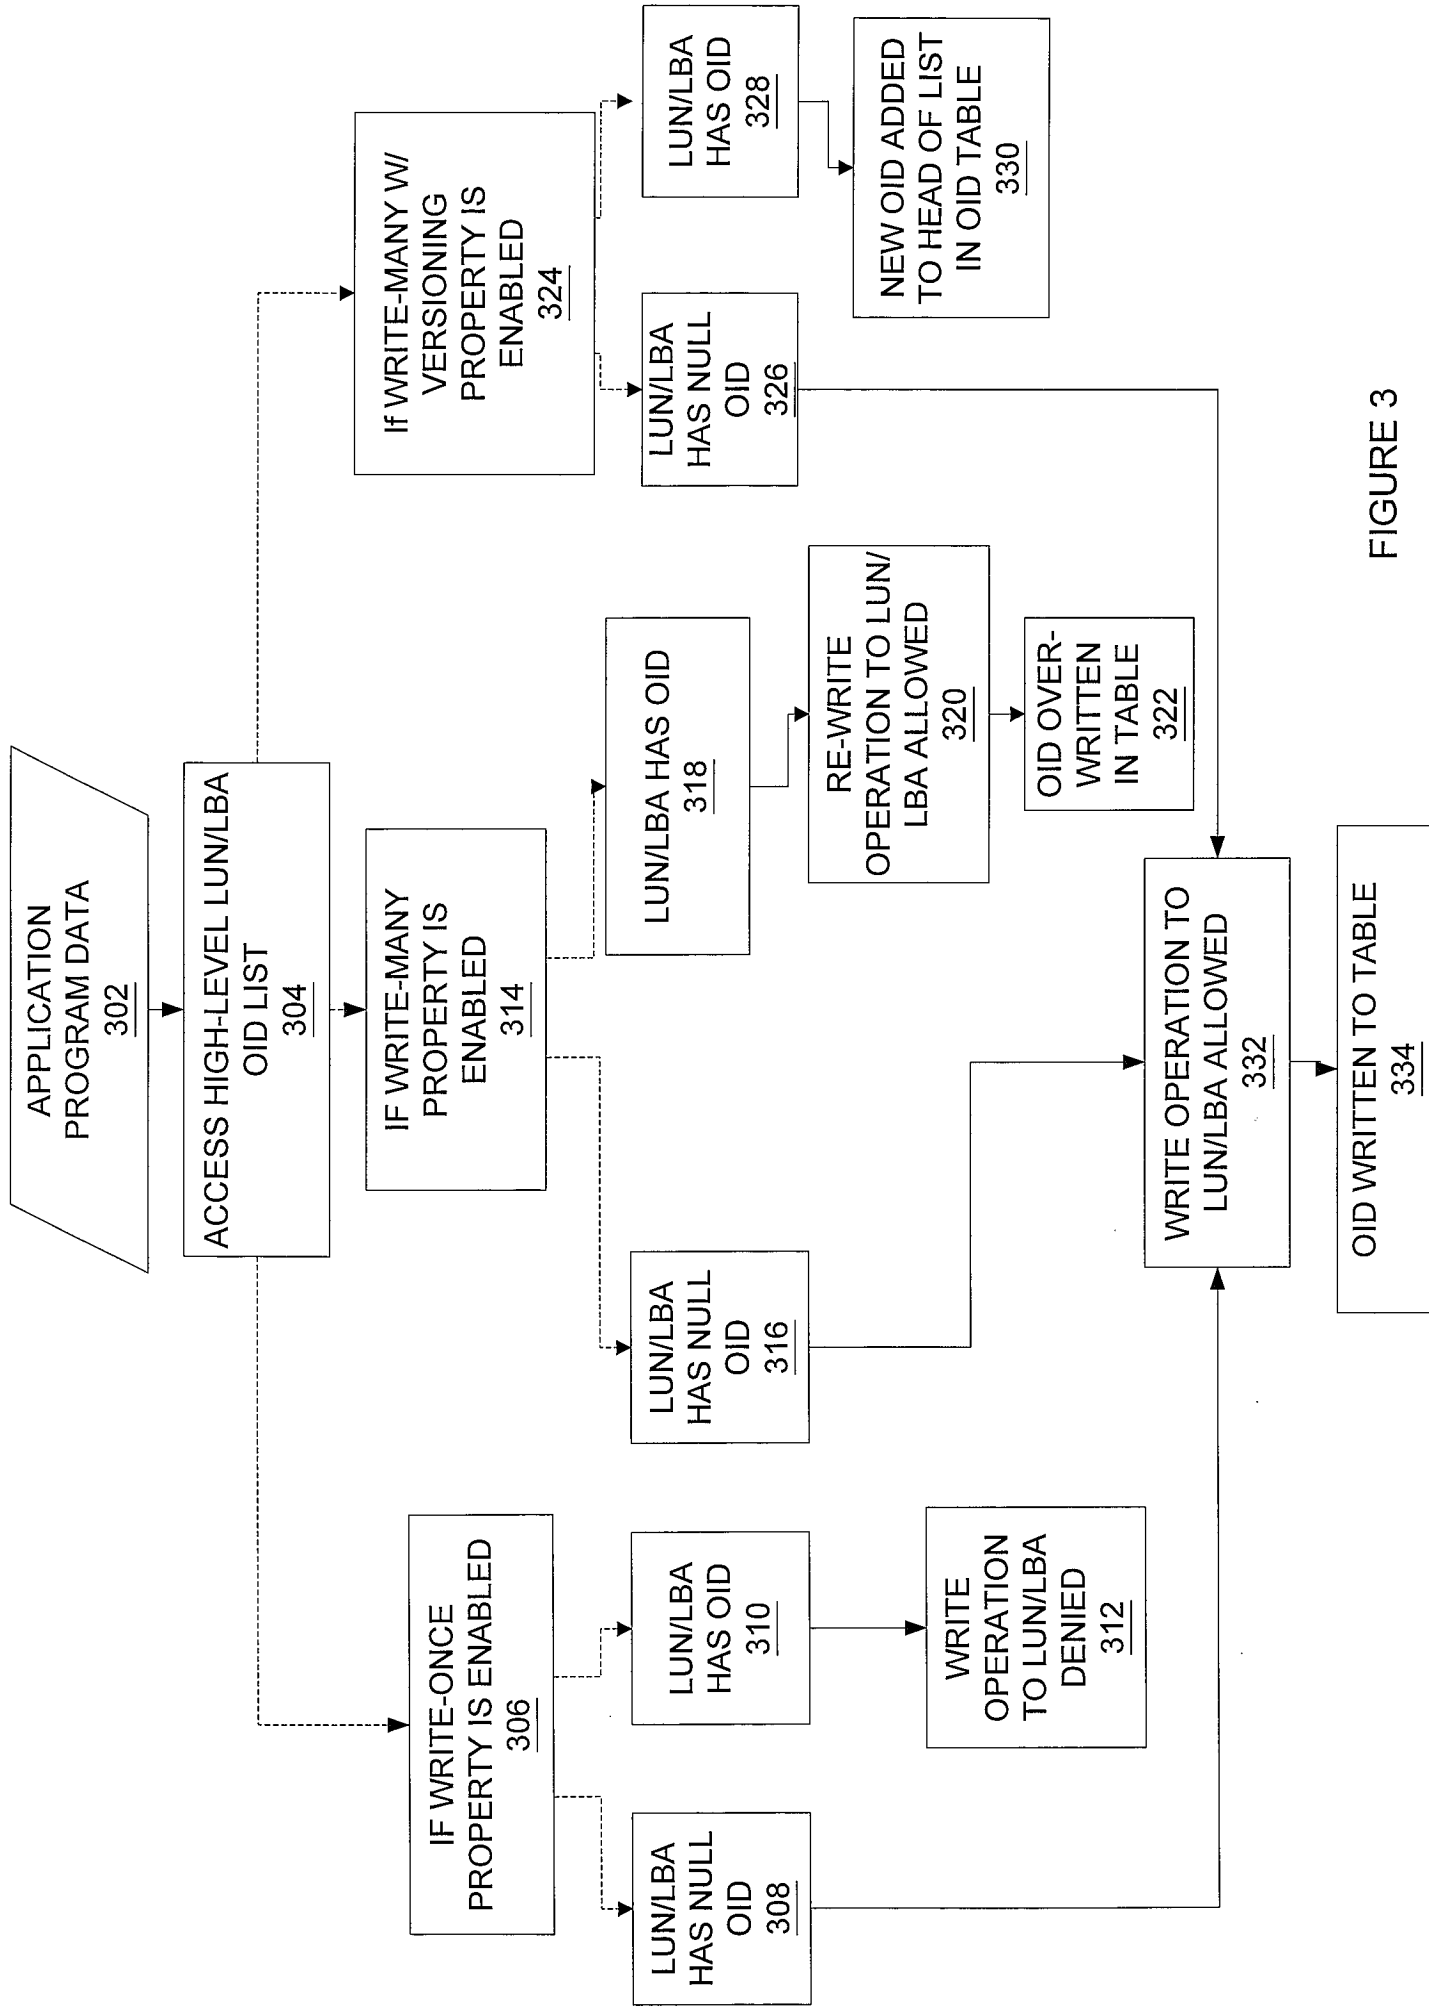 APPLICATION
PROGRAM DATA
302
ACCESS HIGH-LEVEL LUN/LBA
OID LIST
304
IF WRITE-ONCE
PROPERTY IS ENABLED
306
LUN/LBA
HAS NULL
OID
308
LUN/LBA
HAS OID
310
WRITE
OPERATION
TO LUN/LBA
DENIED
312
IF WRITE-MANY
PROPERTY IS
ENABLED
314
LUN/LBA
HAS NULL
OID
316
LUN/LBA HAS OID
318
RE-WRITE
OPERATION TO LUN/
LBA ALLOWED
320
OID OVER-
WRITTEN
IN TABLE
322
If WRITE-MANY W/
VERSIONING
PROPERTY IS
ENABLED
324
LUN/LBA
HAS NULL
OID
326
LUN/LBA
HAS OID
328
NEW OID ADDED
TO HEAD OF LIST
IN OID TABLE
330
WRITE OPERATION TO
LUN/LBA ALLOWED
332
OID WRITTEN TO TABLE
334
FIGURE 3